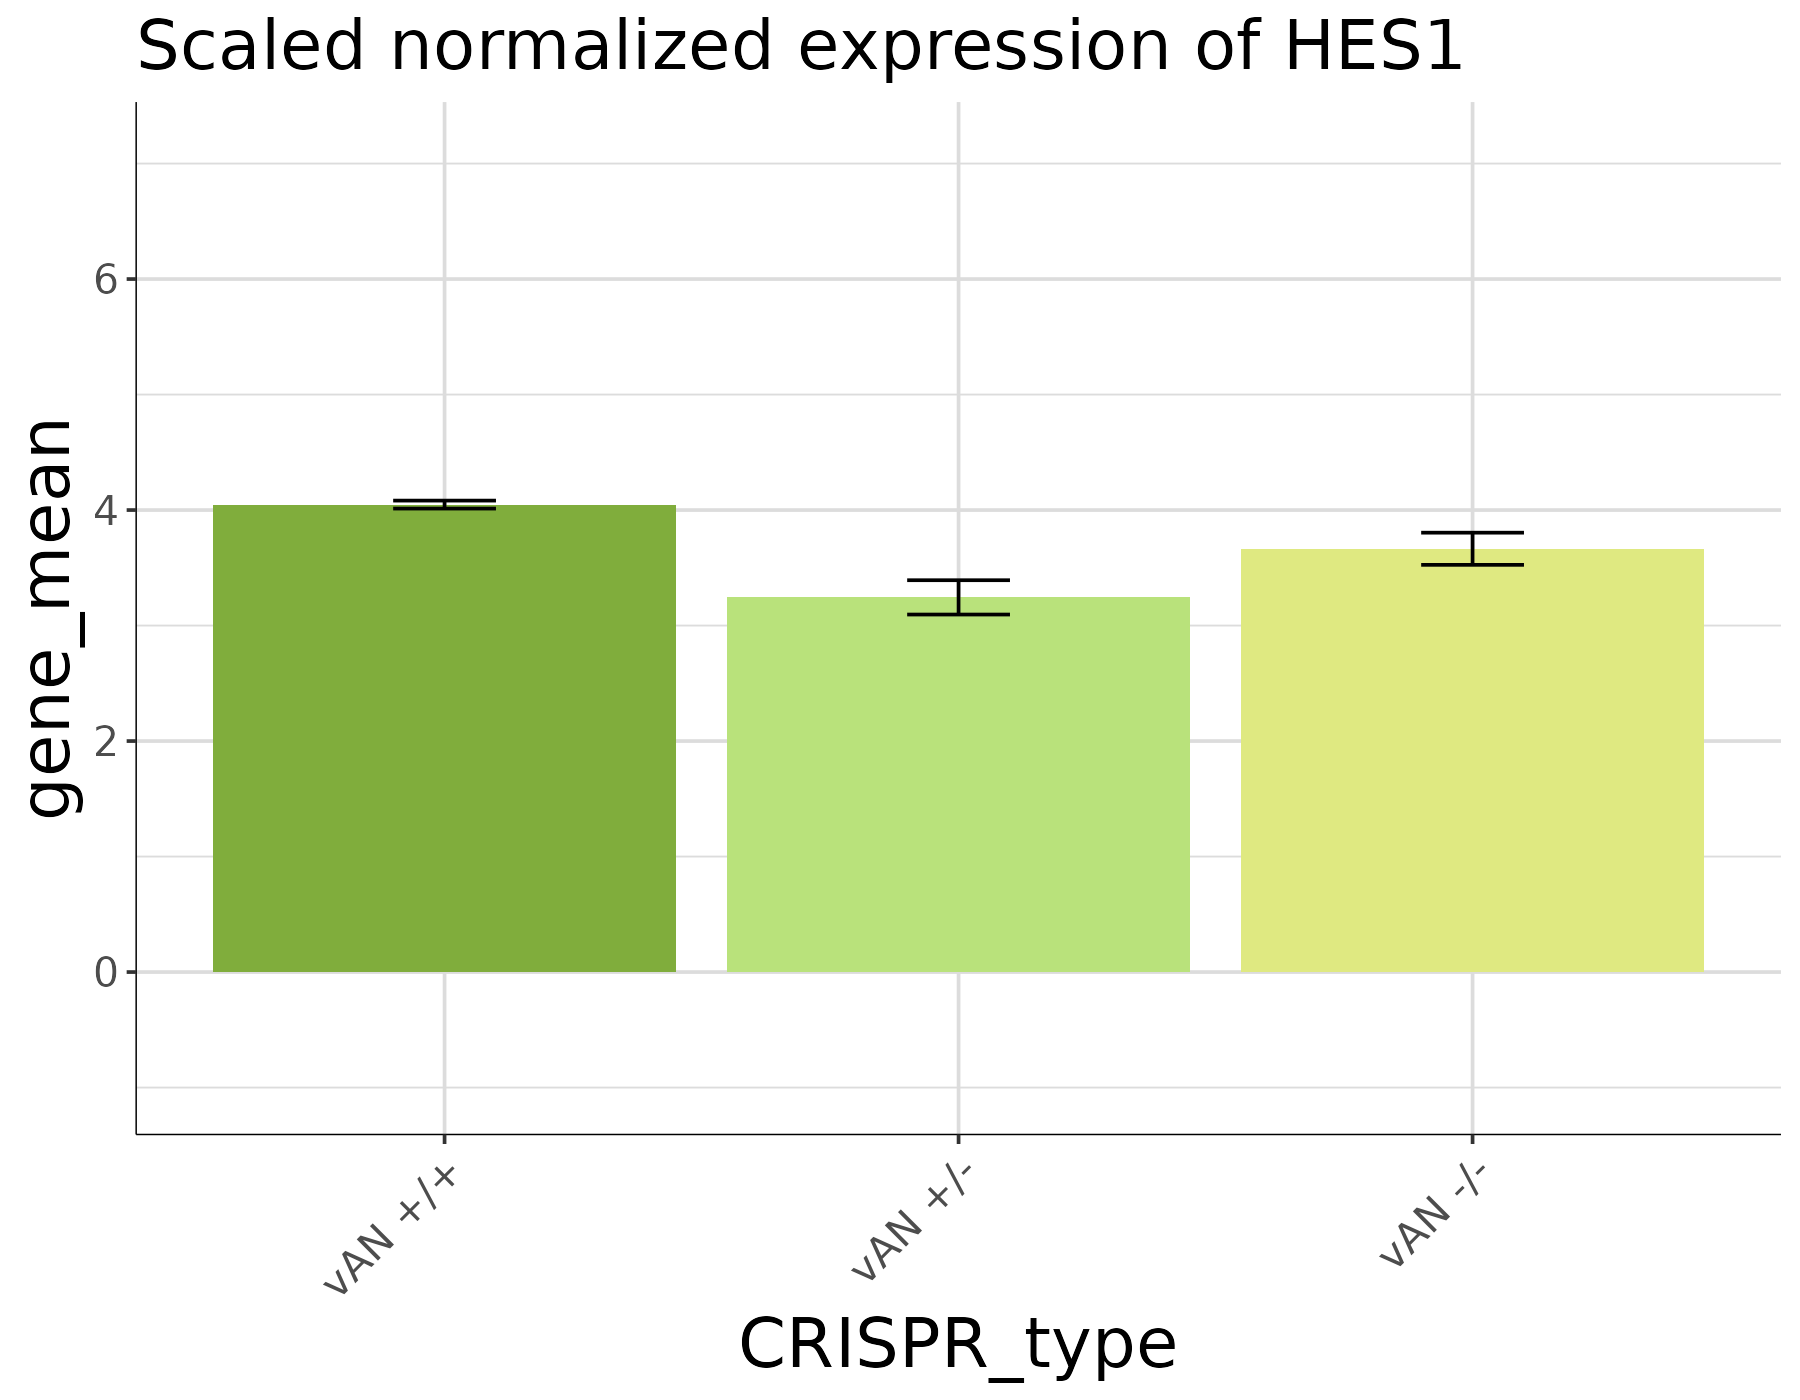 Scaled normalized expression of HES1
gene_mean
6
4
2
0
vAN +/+
vAN +/-
vAN -/-
CRISPR_type